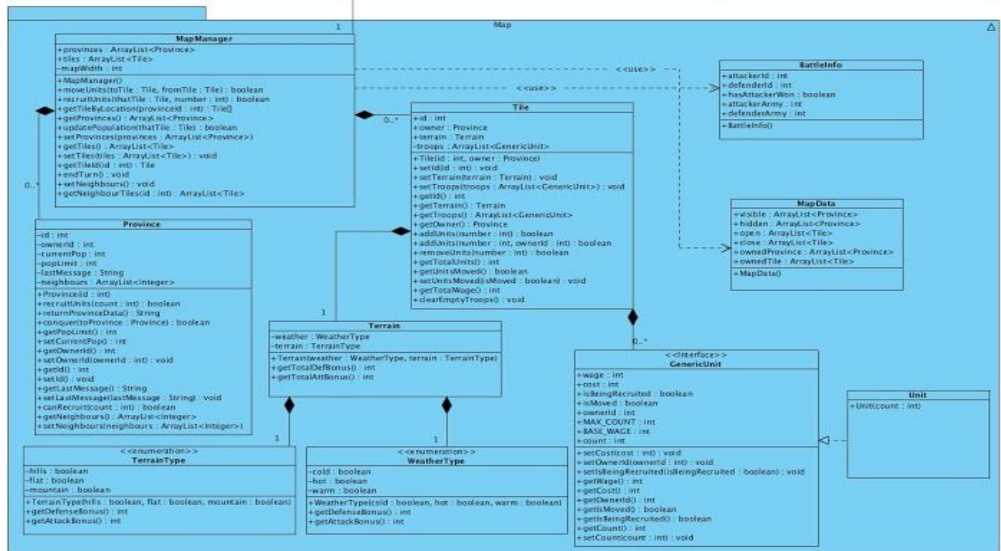 Map
1
MapManager
+provinces : ArrayList<Province>
+tiles : ArrayList<Tile>
-mapWidth : int
+MapManager()
+moveUnits(toTile : Tile, fromTile : Tile) : boolean
+recruitUnits(thatTile : Tile, number : int) : boolean
+getTileByLocation(provinceId : int) : Tile[]
+getProvinces() : ArrayList<Province>
+updatePopulation(thatTile : Tile) : boolean
+setProvinces(provinces : ArrayList<Province>)
+getTiles() : ArrayList<Tile>
+setTiles(tiles : ArrayList<Tile>) : void
+getTileId(id : int) : Tile
+endTurn() : void
+setNeighbours() : void
+getNeighbourTiles(id : int) : ArrayList<Tile>
<<use>>
<<use>>
BattleInfo
+attackerId : int
+defenderId : int
+hasAttackerWon : boolean
+attackerArmy : int
+defenderArmy : int
+BattleInfo()
0..*
Tile
+id : int
+owner : Province
+terrain : Terrain
-troops : ArrayList<GenericUnit>
+Tile(id : int, owner : Province)
+setId(id : int) : void
+setTerrain(terrain : Terrain) : void
+setTroops(troops : ArrayList<GenericUnit>) : void
+getId() : int
+getTerrain() : Terrain
+getTroops() : ArrayList<GenericUnit>
+getOwner() : Province
+addUnits(number : int) : boolean
+addUnits(number : int, ownerId : int) : boolean
+removeUnits(number : int) : boolean
+getTotalUnits() : int
+getUnitsMoved() : boolean
+setUnitsMoved(isMoved : boolean) : void
+getTotalWage() : int
+clearEmptyTroops() : void
0..*
Province
-id : int
-ownerId : int
-currentPop : int
-popLimit : int
-lastMessage : String
-neighbours : ArrayList<Integer>
+Province(id : int)
+recruitUnits(count : int) : boolean
+returnProvinceData() : String
+conquer(toProvince : Province) : boolean
+getPopLimit() : int
+setCurrentPop() : int
+getOwnerId() : int
+setOwnerId(ownerId : int) : void
+getId() : int
+setId() : void
+getLastMessage() : String
+setLastMessage(lastMessage : String) : void
+canRecruit(count : int) : boolean
+getNeighbours() : ArrayList<Integer>
+setNeighbours(neighbours : ArrayList<Integer>)
MapData
+visible : ArrayList<Province>
+hidden : ArrayList<Province>
+open : ArrayList<Tile>
+close : ArrayList<Tile>
+ownedProvince : ArrayList<Province>
+ownedTile : ArrayList<Tile>
+MapData()
1
Terrain
-weather : WeatherType
-terrain : TerrainType
+Terrain(weather : WeatherType, terrain : TerrainType)
+getTotalDefBonus() : int
+getTotalAttBonus() : int
0..*
<<Interface>>
GenericUnit
+wage : int
+cost : int
+isBeingRecruited : boolean
+isMoved : boolean
+ownerId : int
+MAX_COUNT : int
+BASE_WAGE : int
+count : int
+setCost(cost : int) : void
+setOwnerId(ownerId : int) : void
+setIsBeingRecruited(isBeingRecruited : boolean) : void
+getWage() : int
+getCost() : int
+getOwnerId() : int
+getIsMoved() : boolean
+getIsBeingRecruited() : boolean
+getCount() : int
+setCount(count : int) : void
Unit
+Unit(count : int)
1
<<enumeration>>
TerrainType
-hills : boolean
-flat : boolean
-mountain : boolean
+TerrainType(hills : boolean, flat : boolean, mountain : boolean)
+getDefenseBonus() : int
+getAttackBonus() : int
1
<<enumeration>>
WeatherType
-cold : boolean
-hot : boolean
-warm : boolean
+WeatherType(cold : boolean, hot : boolean, warm : boolean)
+getDefenseBonus() : int
+getAttackBonus() : int